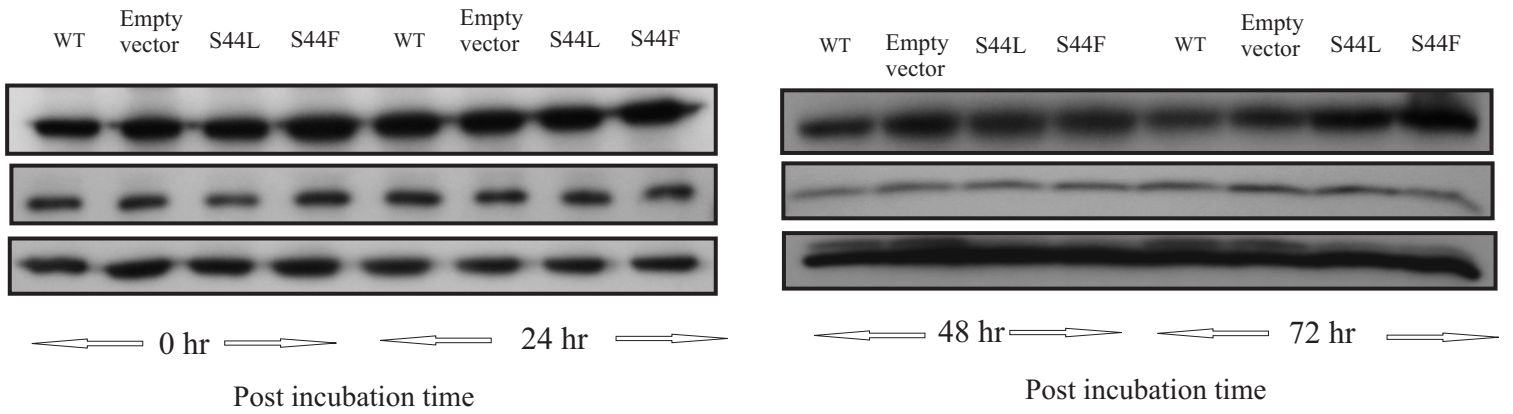 WT Empty vector S44L S44F WT Empty vector S44L S44F
0 hr 24 hr
Post incubation time
WT Empty vector S44L S44F WT Empty vector S44L S44F
48 hr 72 hr
Post incubation time